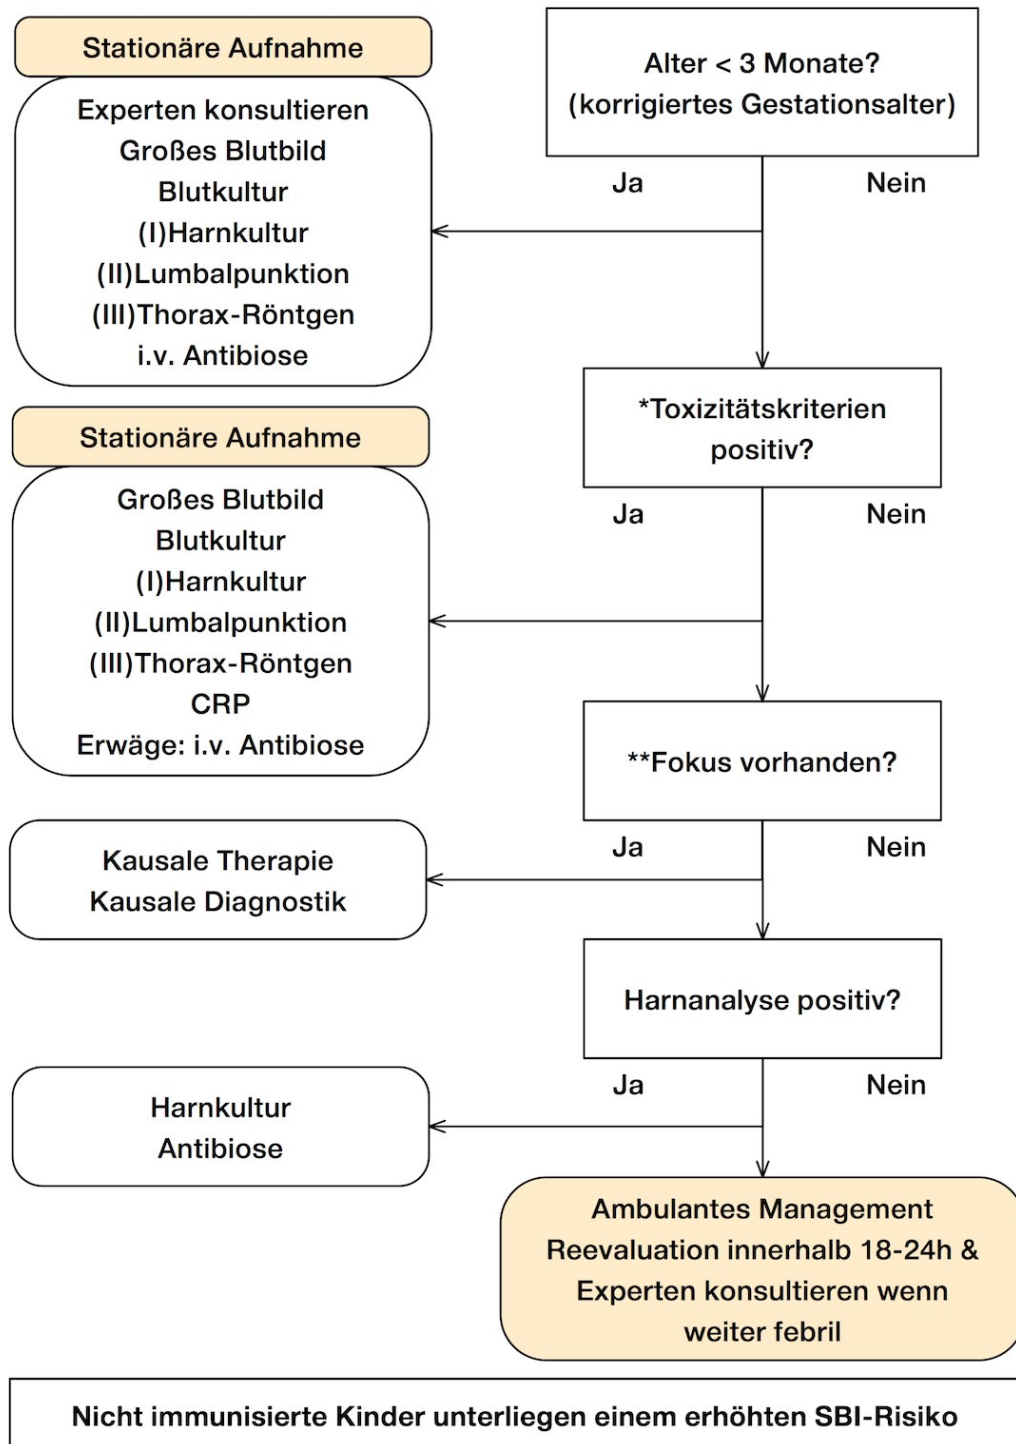 Alter < 3 Monate?
(korrigiertes Gestationsalter)
Ja
Nein
Stationäre Aufnahme
Experten konsultieren
Großes Blutbild
Blutkultur
(I)Harnkultur
(II)Lumbalpunktion
(III)Thorax-Röntgen
i.v. Antibiose
*Toxizitätskriterien
positiv?
Ja
Nein
Stationäre Aufnahme
Großes Blutbild
Blutkultur
(I)Harnkultur
(II)Lumbalpunktion
(III)Thorax-Röntgen
CRP
Erwäge: i.v. Antibiose
**Fokus vorhanden?
Ja
Nein
Kausale Therapie
Kausale Diagnostik
Harnanalyse positiv?
Ja
Nein
Harnkultur
Antibiose
Ambulantes Management
Reevaluation innerhalb 18-24h &
Experten konsultieren wenn
weiter febril
Nicht immunisierte Kinder unterliegen einem erhöhten SBI-Risiko